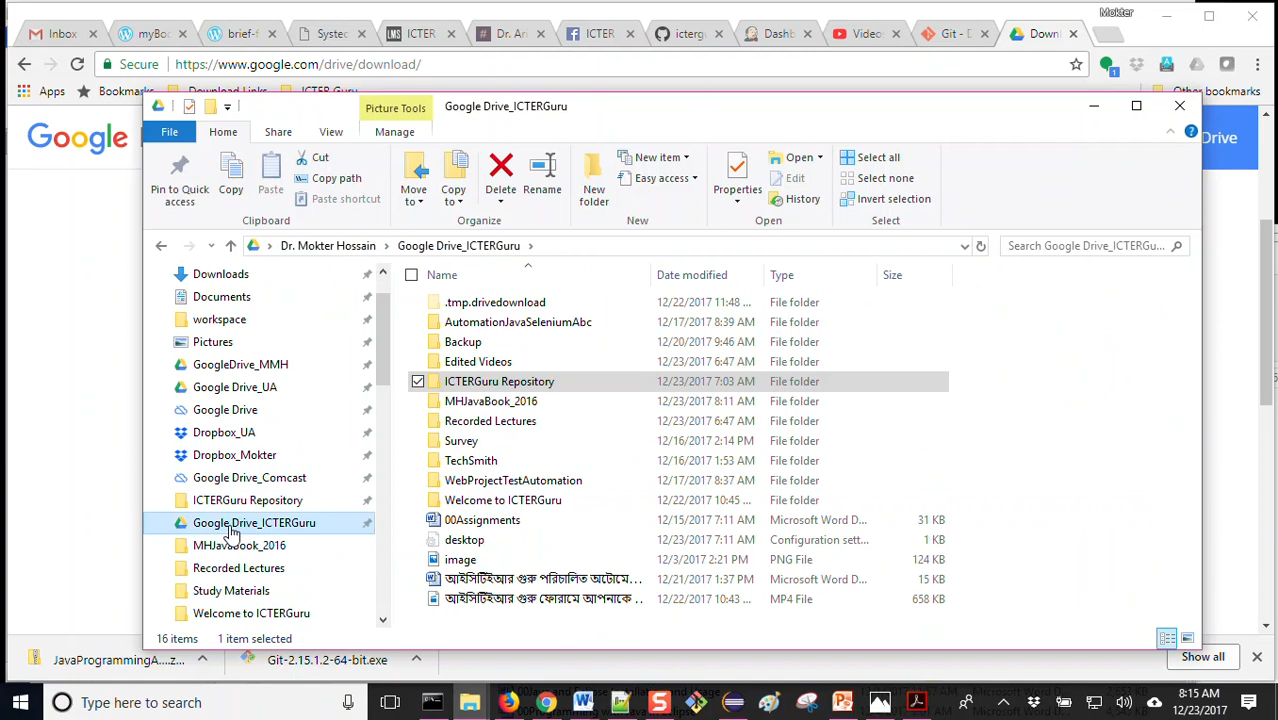 Mokter
Inbox
myBo
brief-f
Systec
LMS ICTER
Dr. An
ICTER
icterg
Dashb
Video
Git - D
Downl
Secure https://www.google.com/drive/download/
1
Apps Bookmarks Download Links ICTER Guru Other bookmarks
Google
Drive
Picture Tools Google Drive_ICTERGuru
File Home Share View Manage
Pin to Quick access
Copy
Paste
Cut
Copy path
Paste shortcut
Clipboard
Move to
Copy to
Delete
Rename
Organize
New folder
New item
Easy access
New
Properties
Open
Edit
History
Open
Select all
Select none
Invert selection
Select
Dr. Mokter Hossain > Google Drive_ICTERGuru >
Search Google Drive_ICTERGu...
Downloads
Documents
workspace
Pictures
GoogleDrive_MMH
Google Drive_UA
Google Drive
Dropbox_UA
Dropbox_Mokter
Google Drive_Comcast
ICTERGuru Repository
Google Drive_ICTERGuru
MHJavaBook_2016
Recorded Lectures
Study Materials
Welcome to ICTERGuru
Name Date modified Type Size
.tmp.drivedownload 12/22/2017 11:48 ... File folder
AutomationJavaSeleniumAbc 12/17/2017 8:39 AM File folder
Backup 12/20/2017 9:46 AM File folder
Edited Videos 12/23/2017 6:47 AM File folder
ICTERGuru Repository 12/23/2017 7:03 AM File folder
MHJavaBook_2016 12/23/2017 8:11 AM File folder
Recorded Lectures 12/23/2017 6:47 AM File folder
Survey 12/16/2017 2:14 PM File folder
TechSmith 12/16/2017 1:53 AM File folder
WebProjectTestAutomation 12/17/2017 8:37 AM File folder
Welcome to ICTERGuru 12/22/2017 10:45 ... File folder
00Assignments 12/15/2017 7:11 AM Microsoft Word D... 31 KB
desktop 12/23/2017 7:11 AM Configuration sett... 1 KB
image 12/3/2017 2:21 PM PNG File 124 KB
আইসিটিইআর গুরু পরিচালিত অটোমে... 12/21/2017 1:37 PM Microsoft Word D... 15 KB
আইসিটিইআর গুরু ফোরামে আপনাকে .. 12/22/2017 10:43 ... MP4 File 658 KB
16 items 1 item selected
JavaProgrammingA....z...
Git-2.15.1.2-64-bit.exe
Show all
Type here to search
8:15 AM
12/23/2017